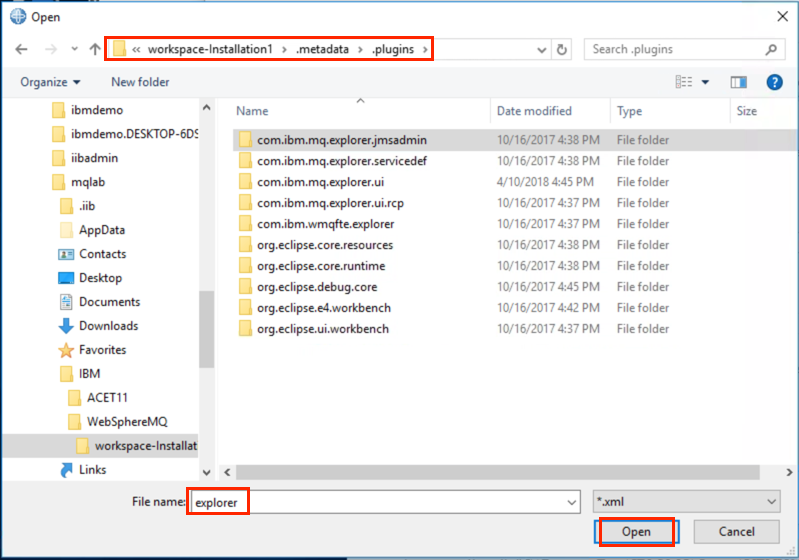 Open
« workspace-Installation1 › .metadata › .plugins ›
Search .plugins
Organize
New folder
?
ibmdemo
ibmdemo.DESKTOP-6DS
iibadmin
mqlab
.iib
AppData
Contacts
Desktop
Documents
Downloads
Favorites
IBM
ACET11
WebSphereMQ
workspace-Installat
Links
Name Date modified Type Size
com.ibm.mq.explorer.jmsadmin 10/16/2017 4:38 PM File folder
com.ibm.mq.explorer.servicedef 10/16/2017 4:38 PM File folder
com.ibm.mq.explorer.ui 4/10/2018 4:45 PM File folder
com.ibm.mq.explorer.ui.rcp 10/16/2017 4:37 PM File folder
com.ibm.wmqfte.explorer 10/16/2017 4:37 PM File folder
org.eclipse.core.resources 10/16/2017 4:38 PM File folder
org.eclipse.core.runtime 10/16/2017 4:38 PM File folder
org.eclipse.debug.core 10/16/2017 4:45 PM File folder
org.eclipse.e4.workbench 10/16/2017 4:42 PM File folder
org.eclipse.ui.workbench 10/16/2017 4:37 PM File folder
File name: explorer
*.xml
Open
Cancel